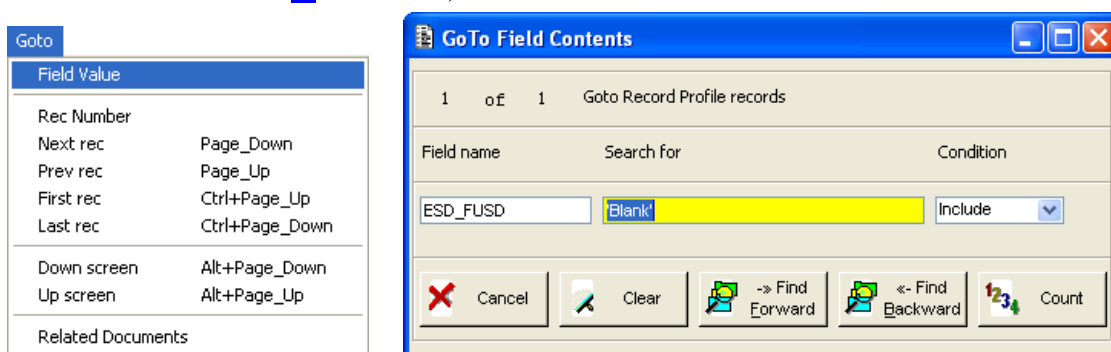 Goto
Field Value
Rec Number
Next rec Page_Down
Prev rec Page_Up
First rec Ctrl+Page_Up
Last rec Ctrl+Page_Down
Down screen Alt+Page_Down
Up screen Alt+Page_Up
Related Documents
GoTo Field Contents
1 of 1 Goto Record Profile records
Field name Search for Condition
ESD_FUSD 'Blank' Include
Cancel
Clear
-» Find
Forward
«- Find
Backward
1234 Count